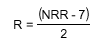 R = (NRR - 7)
2